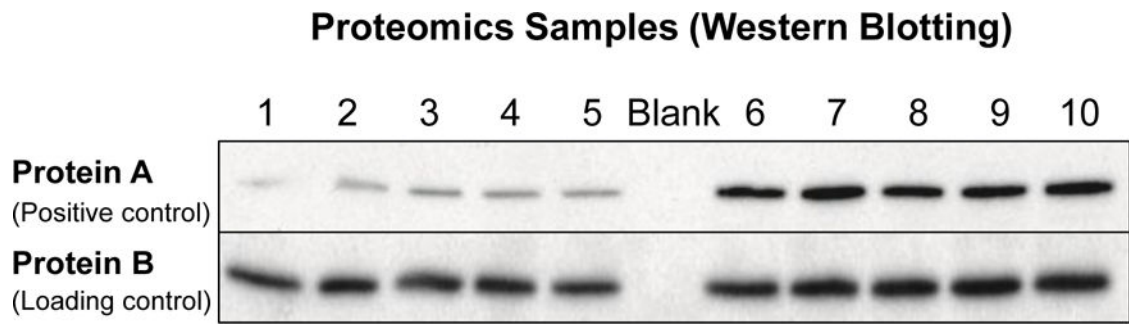 Proteomics Samples (Western Blotting)
1 2 3 4 5 Blank 6 7 8 9 10
Protein A
(Positive control)
Protein B
(Loading control)